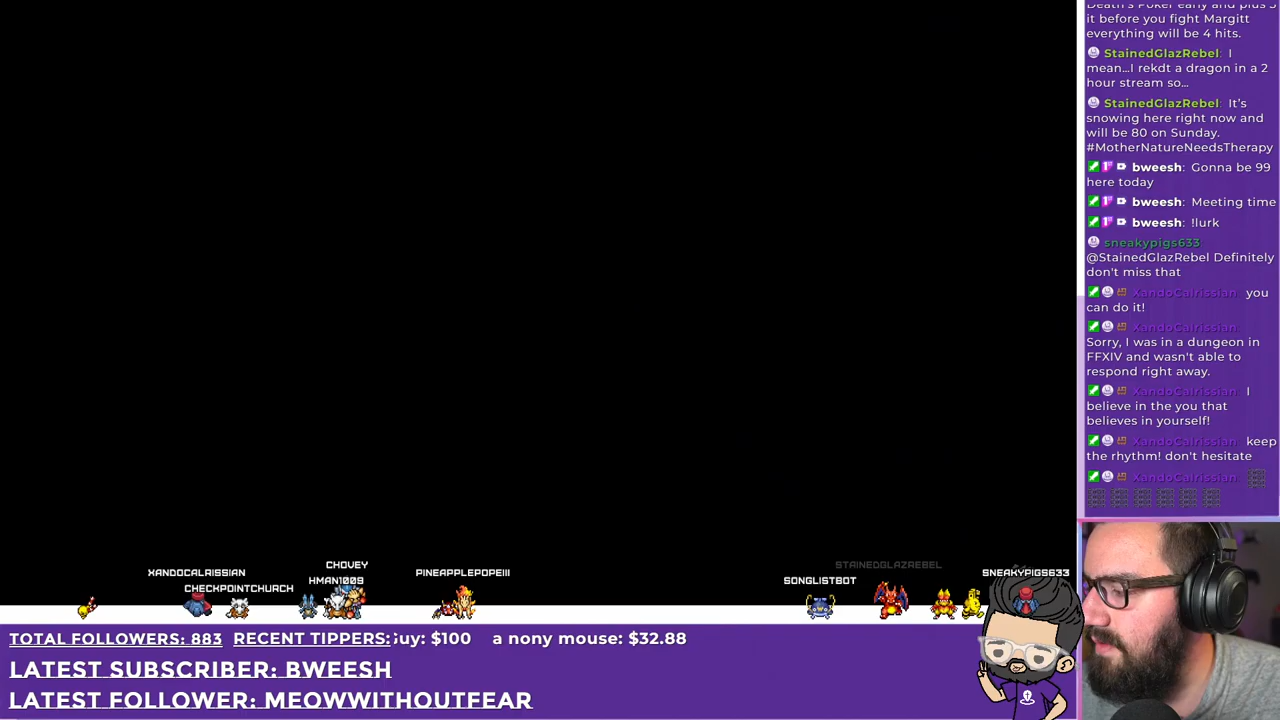 Death's Poker early and plus 3
it before you fight Margitt
everything will be 4 hits.
StainedGlazRebel: I
mean...I rekdt a dragon in a 2
hour stream so...
StainedGlazRebel: It's
snowing here right now and
will be 80 on Sunday.
#MotherNatureNeedsTherapy
bweesh: Gonna be 99
here today
bweesh: Meeting time
bweesh: !lurk
sneakypigs633:
@StainedGlazRebel Definitely
don't miss that
XandoCalrissian: you
can do it!
XandoCalrissian:
Sorry, I was in a dungeon in
FFXIV and wasn't able to
respond right away.
XandoCalrissian: I
believe in the you that
believes in yourself!
XandoCalrissian: keep
the rhythm! don't hesitate
XandoCalrissian:
XANDOCALRISSIAN
CHECKPOINTCHURCH
CHOVEY
HMAN1009
PINEAPPLEPOPEIII
STAINEDGLAZREBEL
SONGLISTBOT
SNEAKYPIGS633
TOTAL FOLLOWERS: 883 RECENT TIPPERS: uy: $100 a nony mouse: $32.88
LATEST SUBSCRIBER: BWEESH
LATEST FOLLOWER: MEOWWITHOUTFEAR